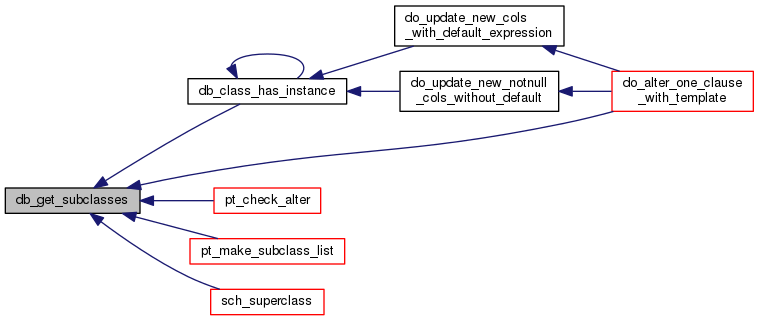 do_update_new_cols
_with_default_expression
db_class_has_instance
do_update_new_notnull
_cols_without_default
do_alter_one_clause
_with_template
db_get_subclasses
pt_check_alter
pt_make_subclass_list
sch_superclass